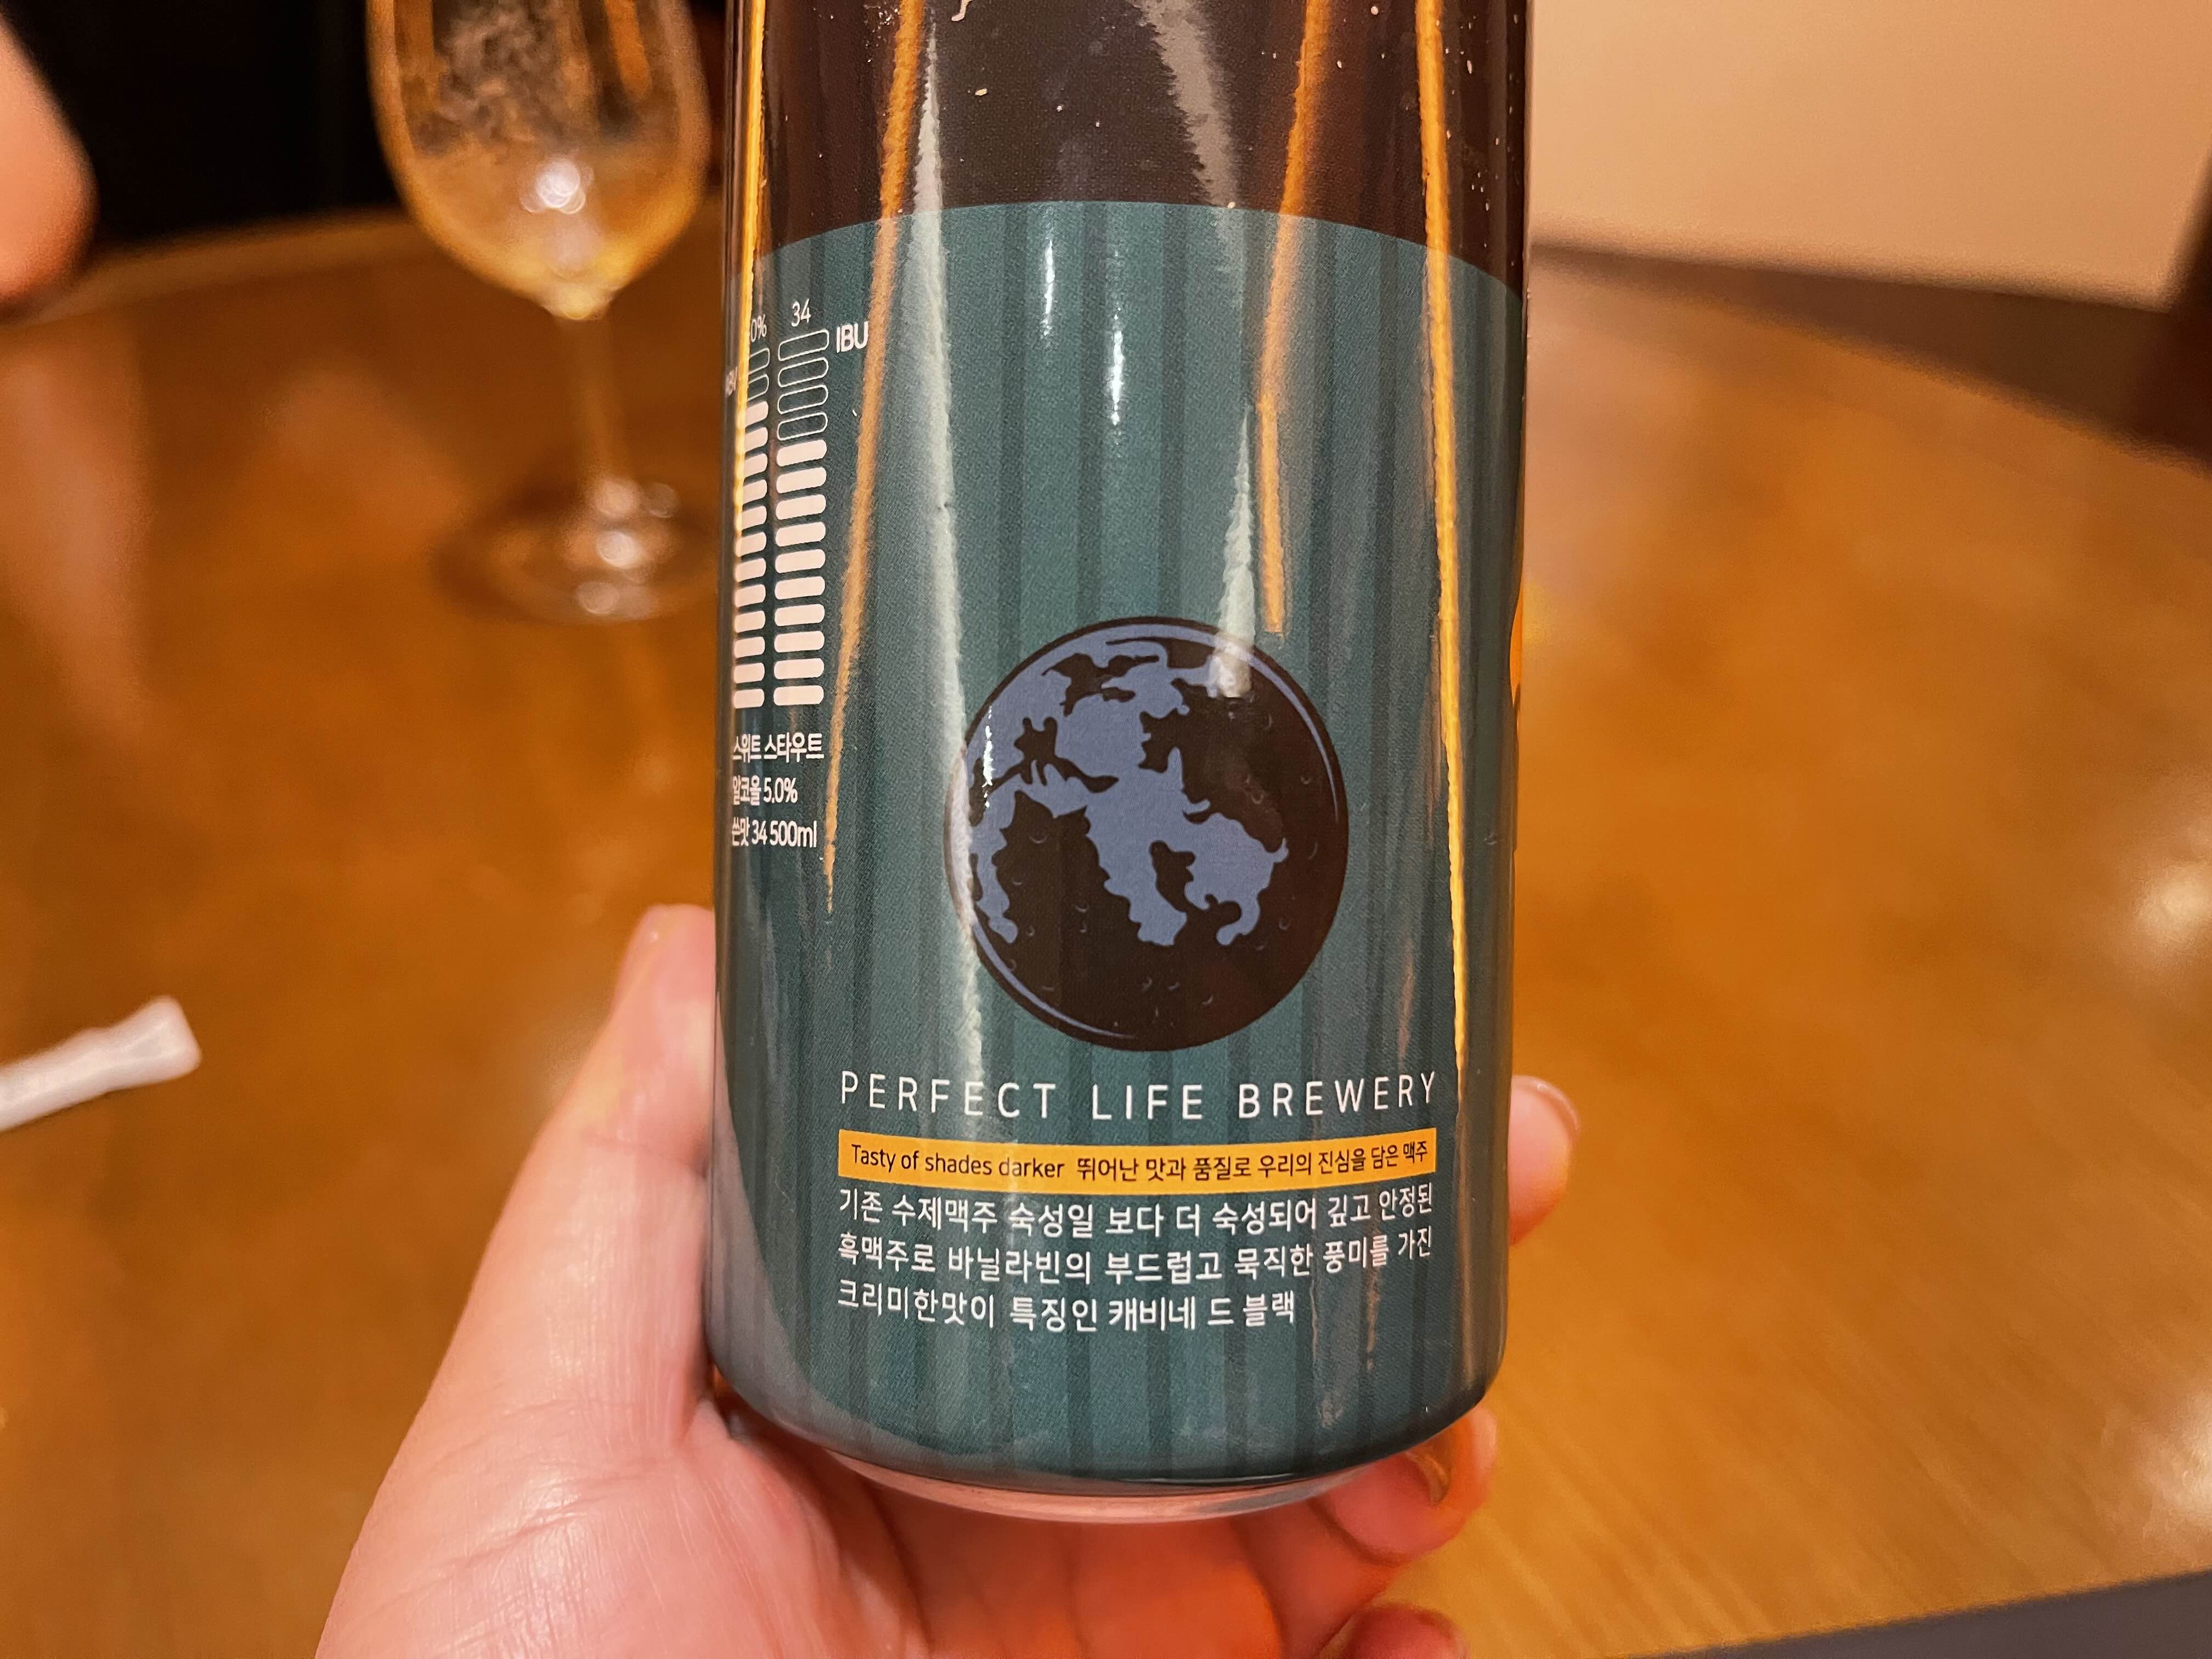 34
IBU
스위트 스타우트
알코올 5.0%
쓴맛 34 500ml
PERFECT LIFE BREWERY
Tasty of shades darker 뛰어난 맛과 품질로 우리의 진심을 담은 맥주
기존 수제맥주 숙성일 보다 더 숙성되어 깊고 안정된
흑맥주로 바닐라빈의 부드럽고 묵직한 풍미를 가진
크리미한맛이 특징인 캐비네 드 블랙